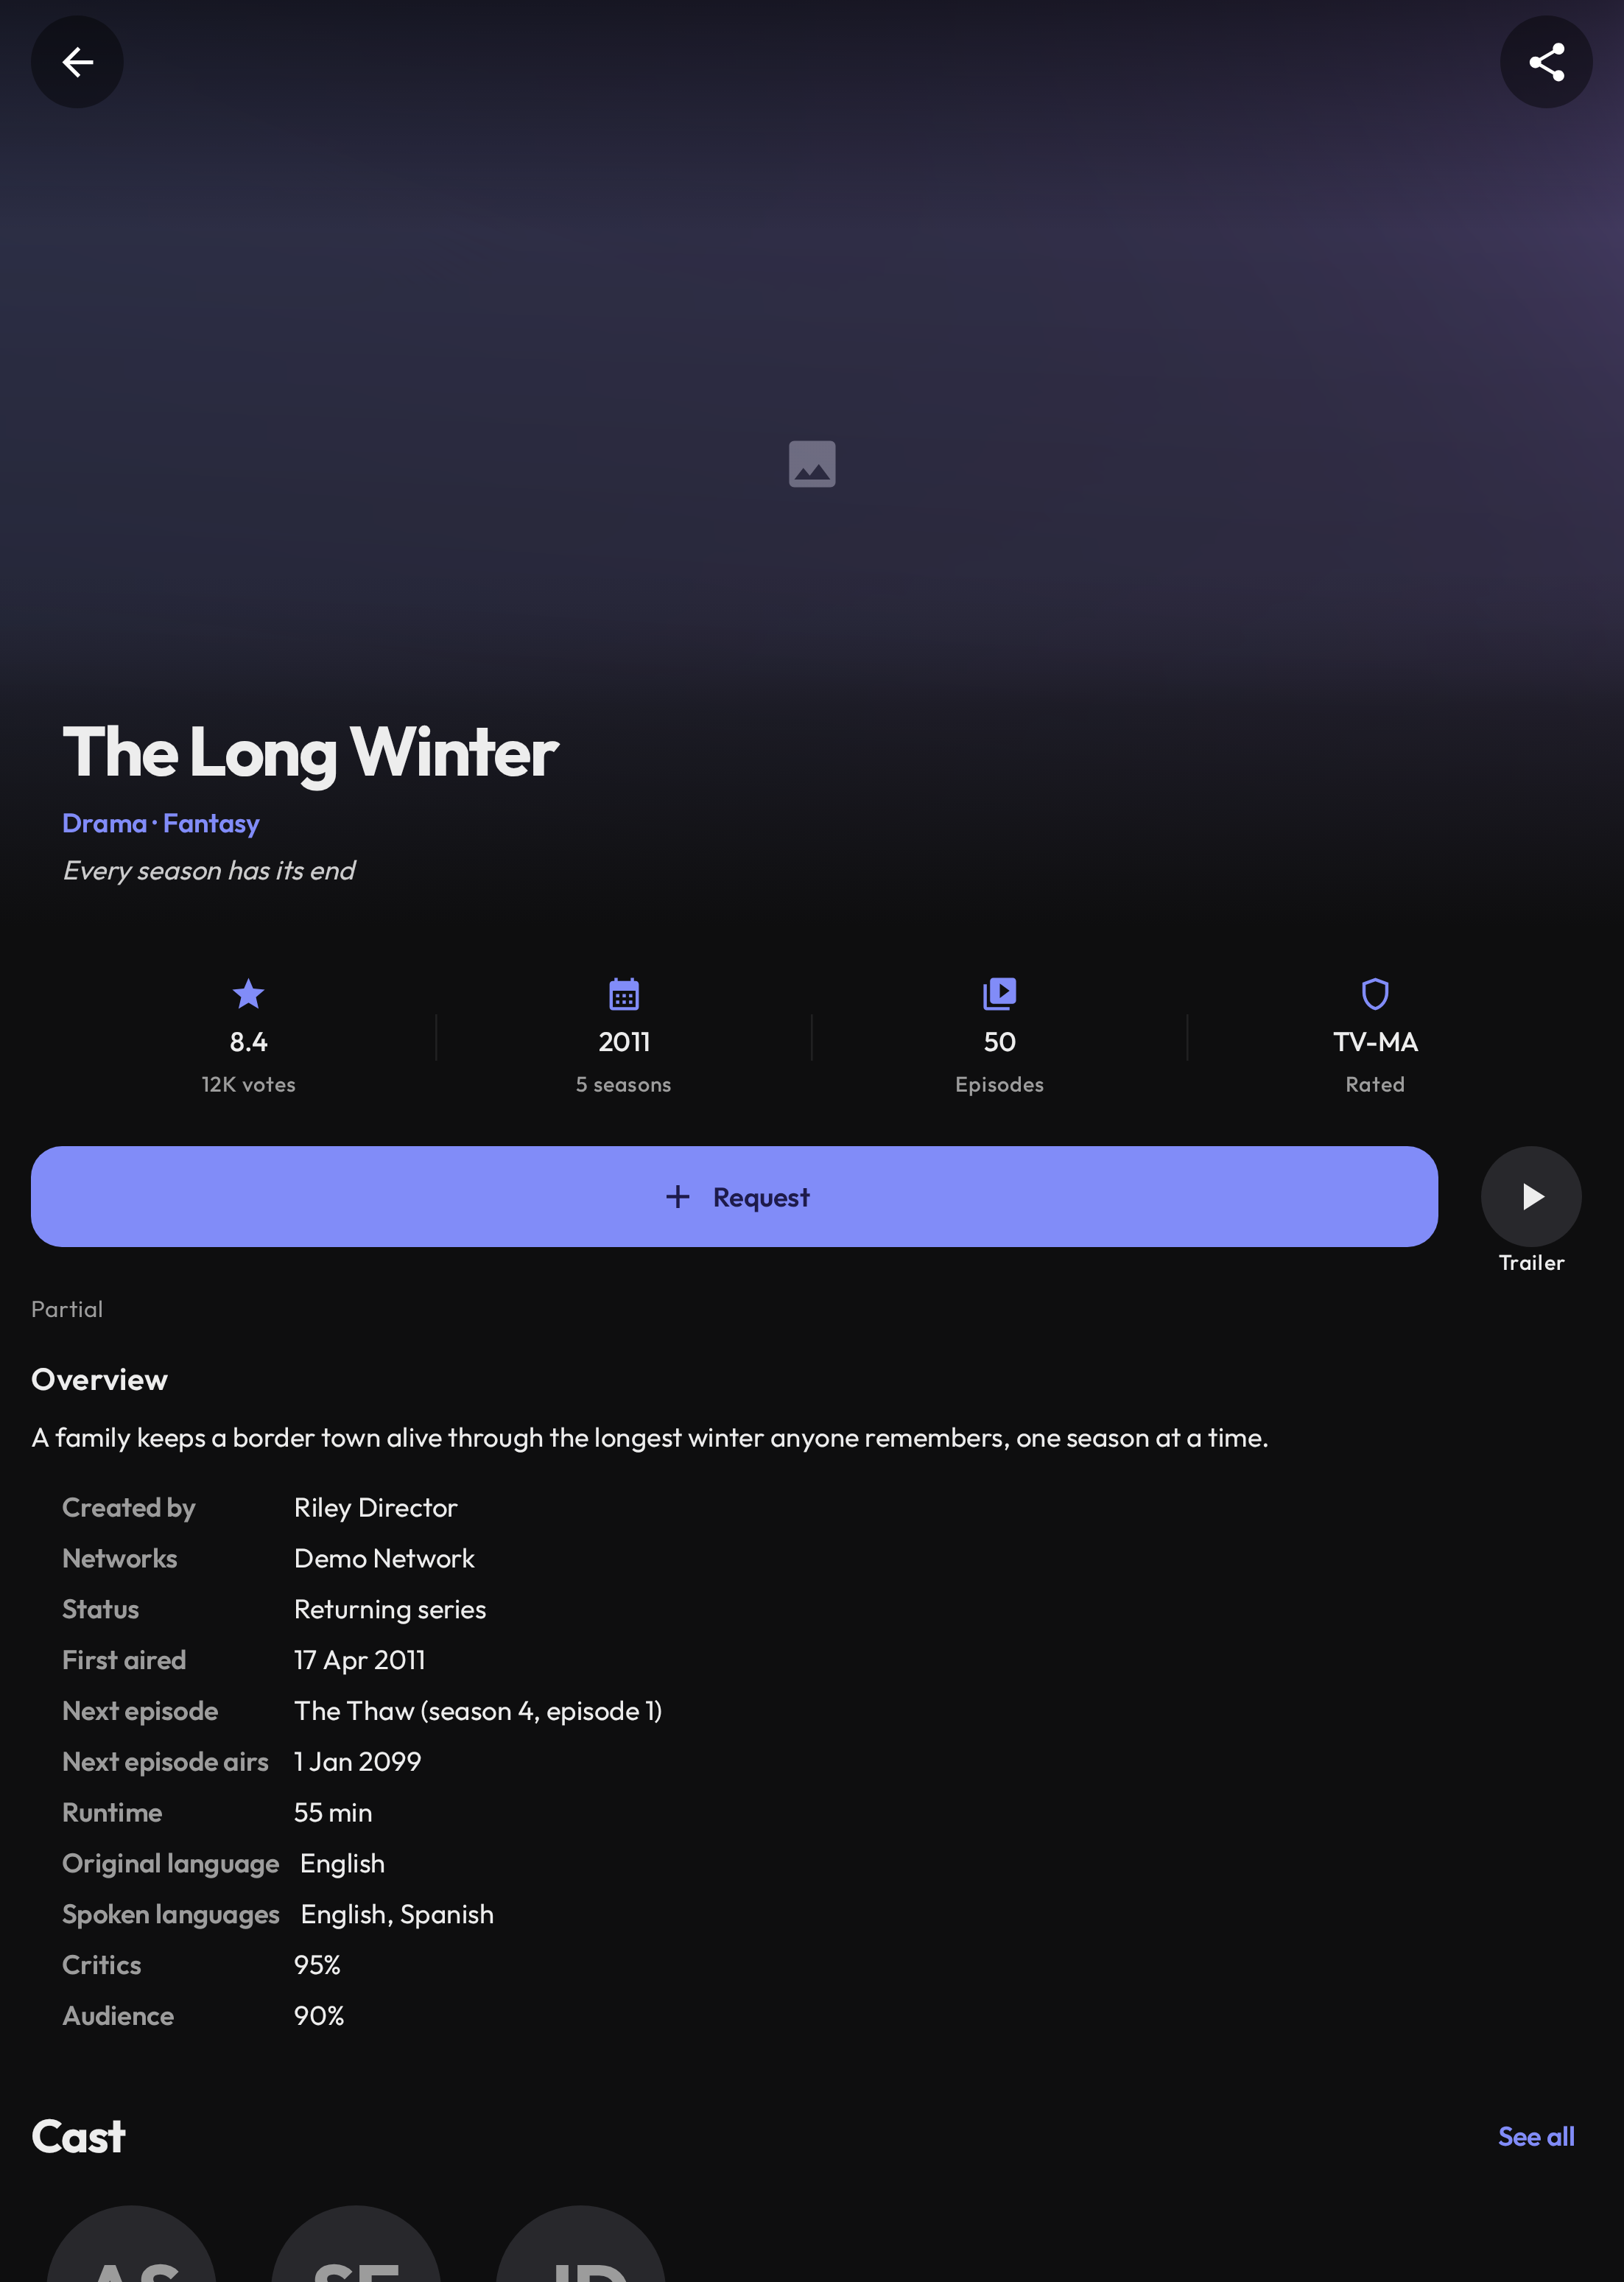 The Long Winter
Drama · Fantasy
Every season has its end
8.4
12K votes
2011
5 seasons
50
Episodes
TV-MA
Rated
Request
Trailer
Partial
Overview
A family keeps a border town alive through the longest winter anyone remembers, one season at a time.
Created by Riley Director
Networks Demo Network
Status Returning series
First aired 17 Apr 2011
Next episode The Thaw (season 4, episode 1)
Next episode airs 1 Jan 2099
Runtime 55 min
Original language English
Spoken languages English, Spanish
Critics 95%
Audience 90%
Cast
See all
AS SE JD